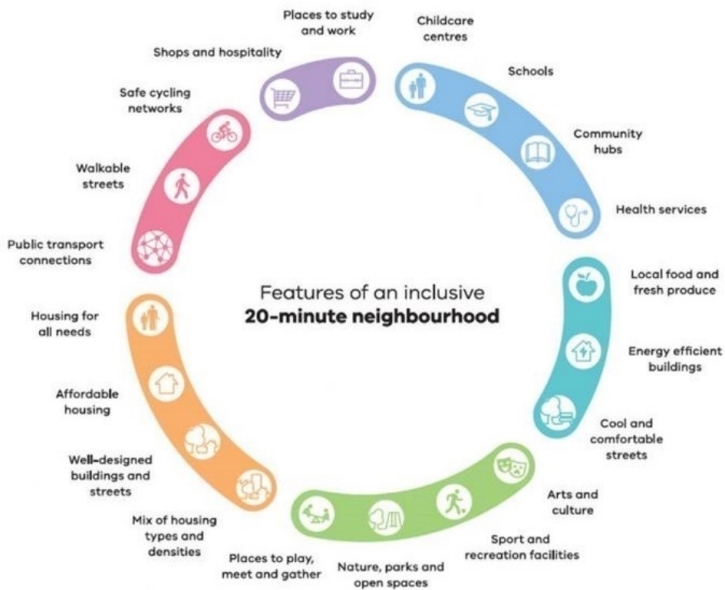 Features of an inclusive
20-minute neighbourhood
Places to study
and work
Childcare
centres
Schools
Community
hubs
Health services
Local food and
fresh produce
Energy efficient
buildings
Cool and
comfortable
streets
Arts and
culture
Sport and
recreation facilities
Nature, parks and
open spaces
Places to play,
meet and gather
Mix of housing
types and
densities
Well-designed
buildings and
streets
Affordable
housing
Housing for
all needs
Public transport
connections
Walkable
streets
Safe cycling
networks
Shops and hospitality